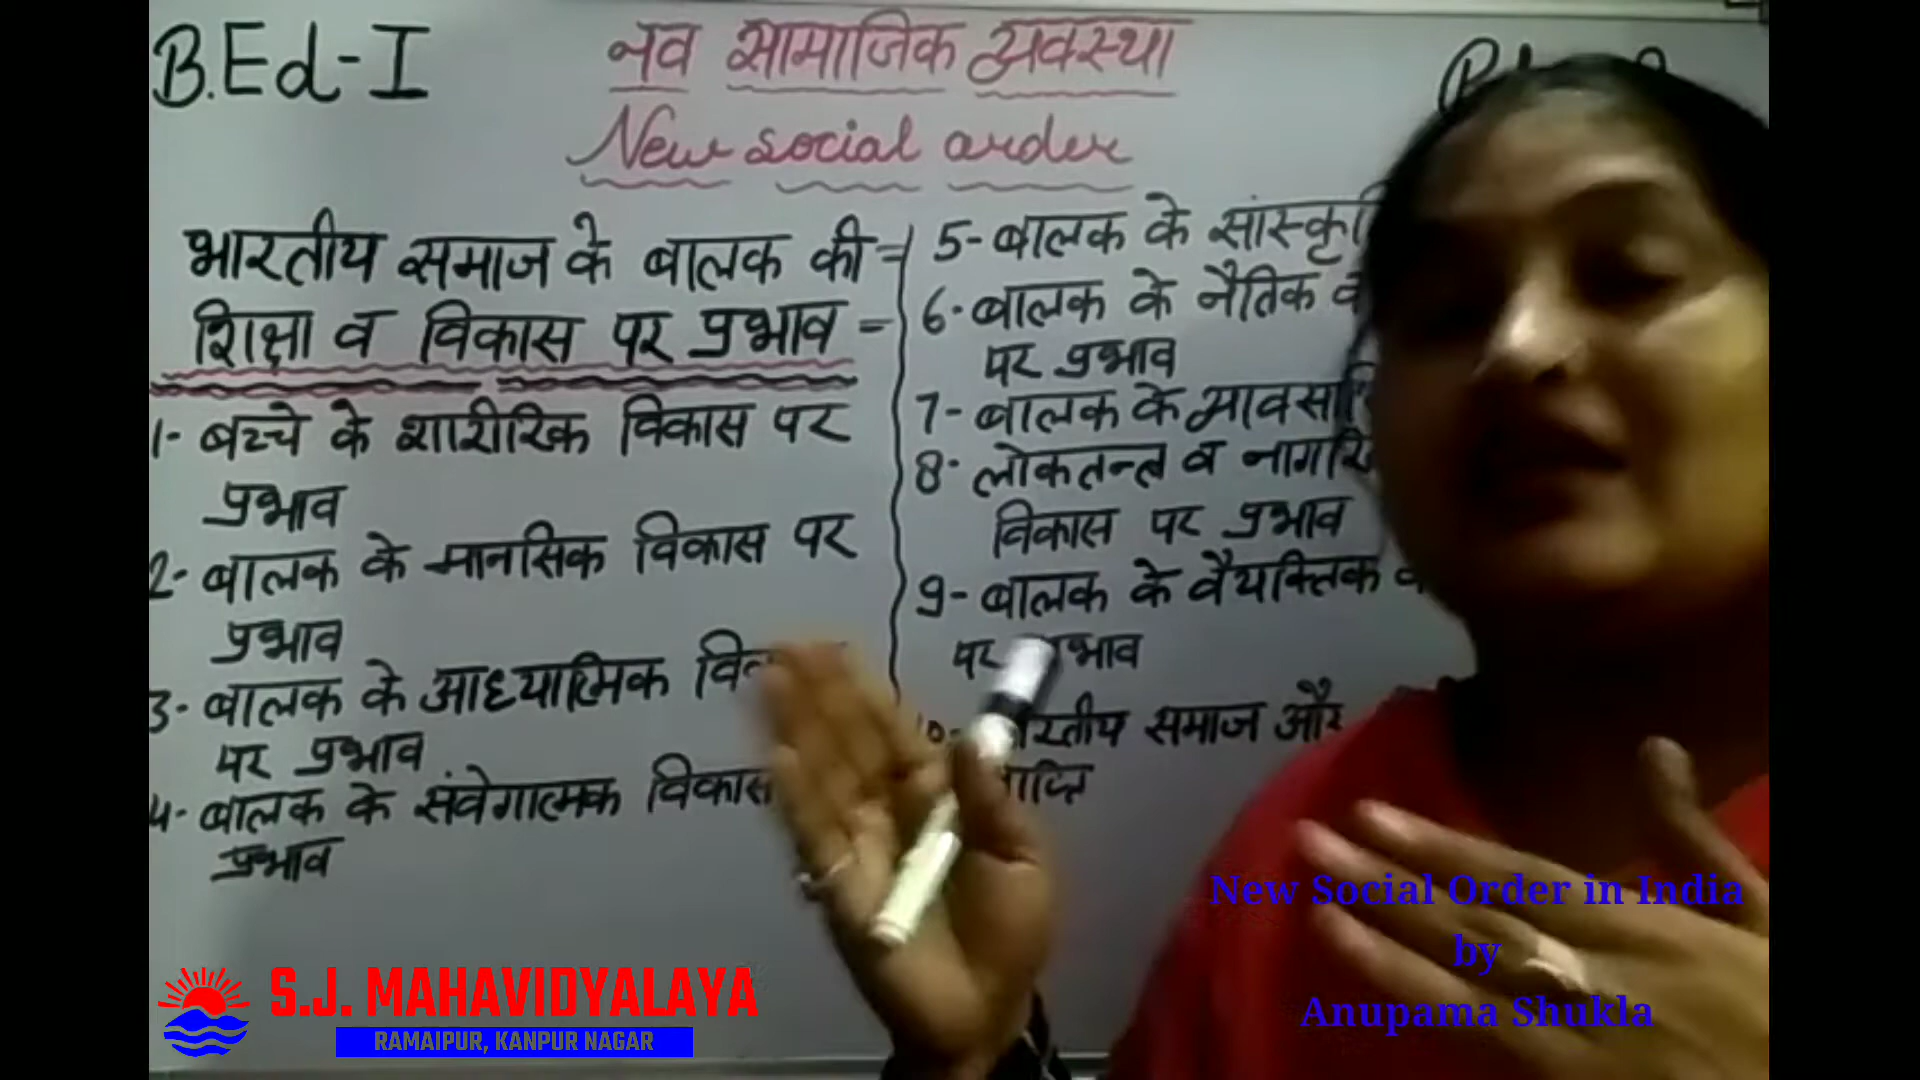 B.Ed-I
नव सामाजिक व्यवस्था
New social order
भारतीय समाज के बालक की =
शिक्षा व विकास पर प्रभाव =
1- बच्चे के शारीरिक विकास पर
प्रभाव
2- बालक के मानसिक विकास पर
प्रभाव
3- बालक के आध्यात्मिक
पर प्रभाव
4- बालक के संवेगात्मक विकास
प्रभाव
5- बालक के
6- बालक के नैतिक
पर प्रभाव
7- बालक के
8- लोकतन्त्र व
विकास पर प्रभाव
9- बालक के वैयक्तिक
पर प्रभाव
समाज और
New Social Order in India
by
Anupama Shukla
S.J. MAHAVIDYALAYA
RAMAIPUR, KANPUR NAGAR